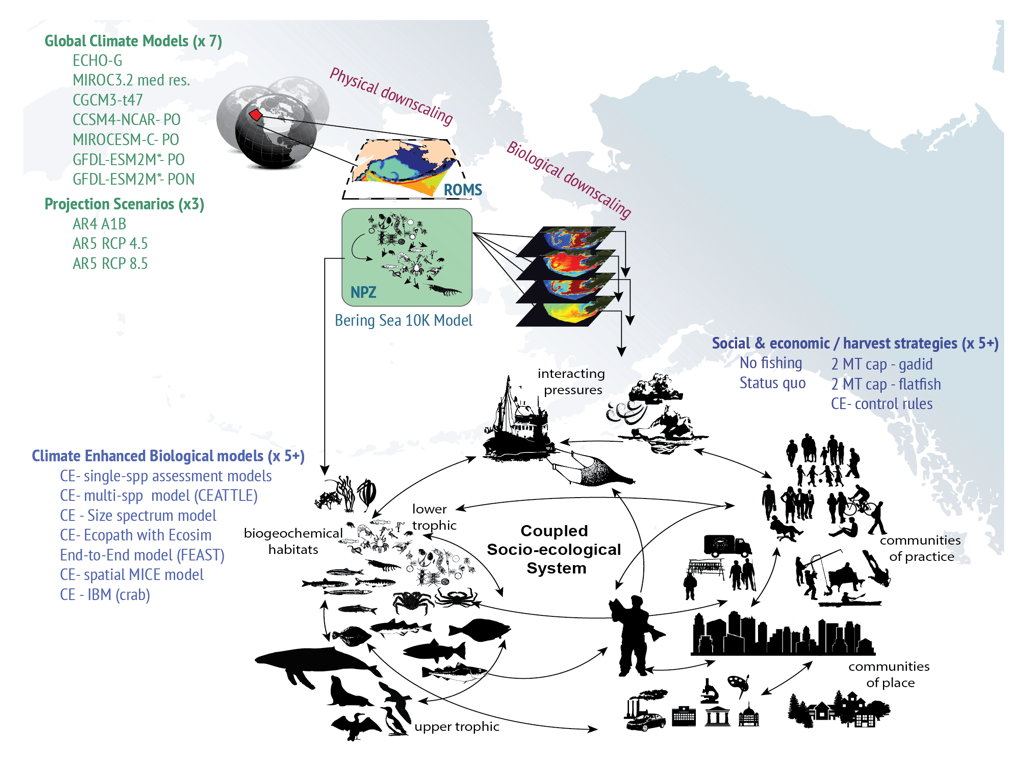 Global Climate Models (x 7)
ECHO-G
MIROC3.2 med res.
CGCM3-t47
CCSM4-NCAR- PO
MIROCESM-C- PO
GFDL-ESM2M*- PO
GFDL-ESM2M*- PON
Projection Scenarios (x3)
AR4 A1B
AR5 RCP 4.5
AR5 RCP 8.5
Physical downscaling
Biological downscaling
ROMS
NPZ
Bering Sea 10K Model
Social & economic / harvest strategies (x 5+)
No fishing
Status quo
2 MT cap - gadid
2 MT cap - flatfish
CE- control rules
interacting
pressures
Climate Enhanced Biological models (x 5+)
CE- single-spp assessment models
CE- multi-spp model (CEATTLE)
CE - Size spectrum model
CE- Ecopath with Ecosim
End-to-End model (FEAST)
CE- spatial MICE model
CE - IBM (crab)
biogeochemical
habitats
lower
trophic
Coupled
Socio-ecological
System
communities
of practice
communities
of place
upper trophic